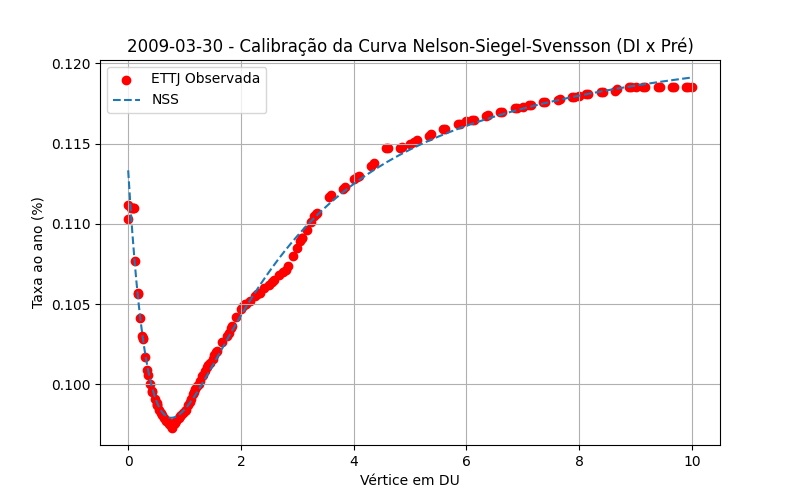 2009-03-30 - Calibração da Curva Nelson-Siegel-Svensson (DI x Pré)
ETTJ Observada
NSS
Taxa ao ano (%)
0.120
0.115
0.110
0.105
0.100
0 2 4 6 8 10
Vértice em DU